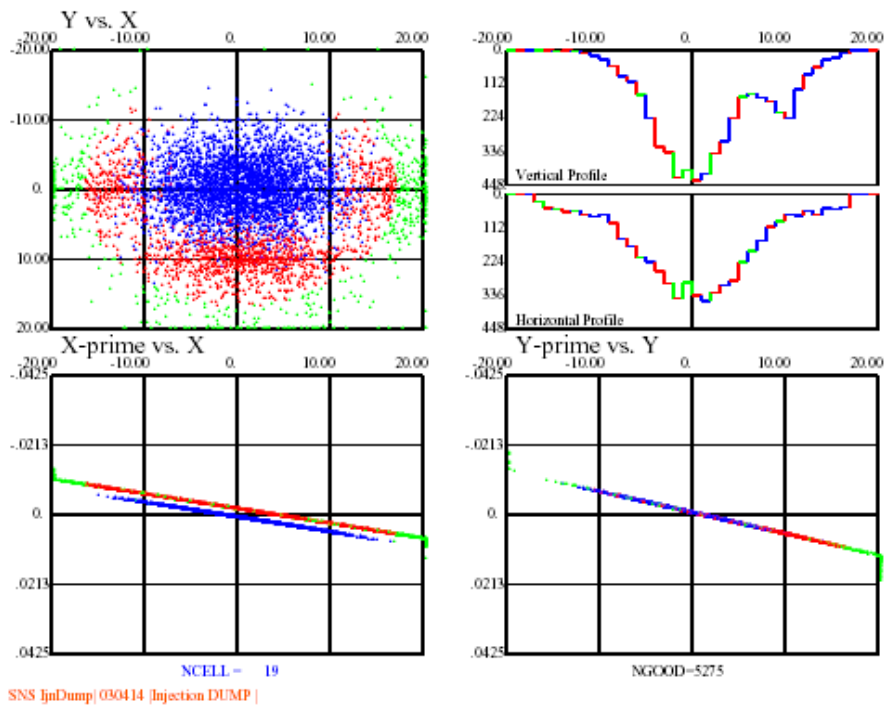 Y vs. X
-20.00 -10.00 0. 10.00 20.00
-20.00
-10.00
0.
10.00
20.00
-20.00 -10.00 0. 10.00 20.00
0.
112
224
336
448
Vertical Profile
0.
112
224
336
448
Horizontal Profile
X-prime vs. X
-20.00 -10.00 0. 10.00 20.00
-.0425
-.0213
0.
.0213
.0425
Y-prime vs. Y
-20.00 -10.00 0. 10.00 20.00
-.0425
-.0213
0.
.0213
.0425
NCELL = 19
NGOOD=5275
SNS IjnDump| 030414 |Injection DUMP |